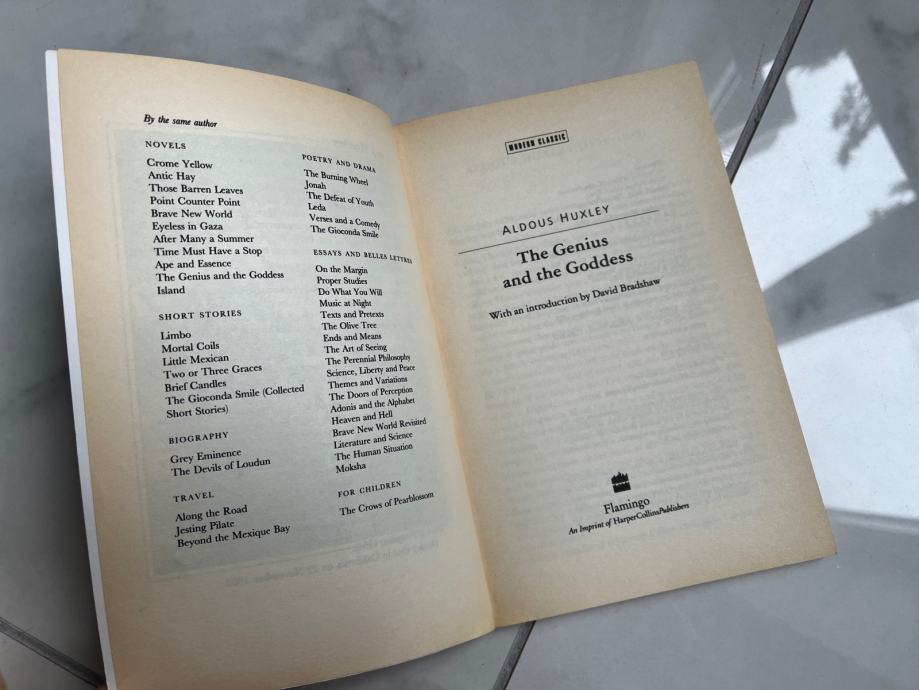 By the same author
NOVELS
Crome Yellow
Antic Hay
Those Barren Leaves
Point Counter Point
Brave New World
Eyeless in Gaza
After Many a Summer
Time Must Have a Stop
Ape and Essence
The Genius and the Goddess
Island
SHORT STORIES
Limbo
Mortal Coils
Little Mexican
Two or Three Graces
Brief Candles
The Gioconda Smile (Collected
Short Stories)
BIOGRAPHY
Grey Eminence
The Devils of Loudun
TRAVEL
Along the Road
Jesting Pilate
Beyond the Mexique Bay
POETRY AND DRAMA
The Burning Wheel
Jonah
The Defeat of Youth
Leda
Verses and a Comedy
The Gioconda Smile
ESSAYS AND BELLES LETTRES
On the Margin
Proper Studies
Do What You Will
Music at Night
Texts and Pretexts
The Olive Tree
Ends and Means
The Art of Seeing
The Perennial Philosophy
Science, Liberty and Peace
Themes and Variations
The Doors of Perception
Adonis and the Alphabet
Heaven and Hell
Brave New World Revisited
Literature and Science
The Human Situation
Moksha
FOR CHILDREN
The Crows of Pearblossom
MODERN CLASSIC
ALDOUS HUXLEY
The Genius
and the Goddess
With an introduction by David Bradshaw
Flamingo
An Imprint of HarperCollinsPublishers